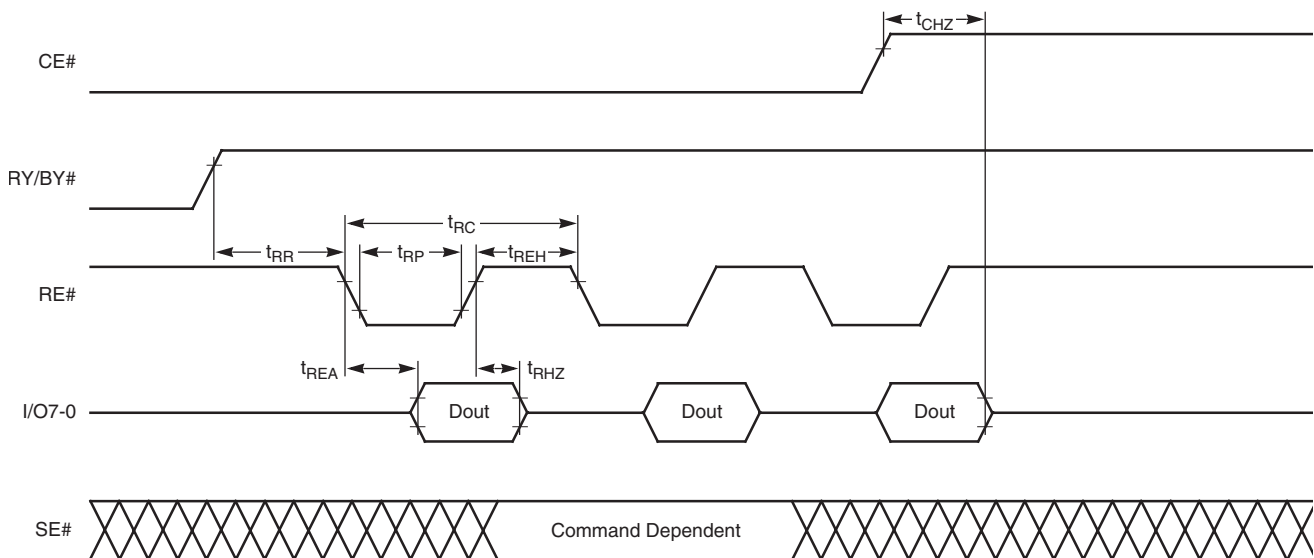 tCHZ
CE#
RY/BY#
tRC
tRR
tRP
tREH
RE#
tREA
tRHZ
I/O7-0
Dout
Dout
Dout
SE#
Command Dependent